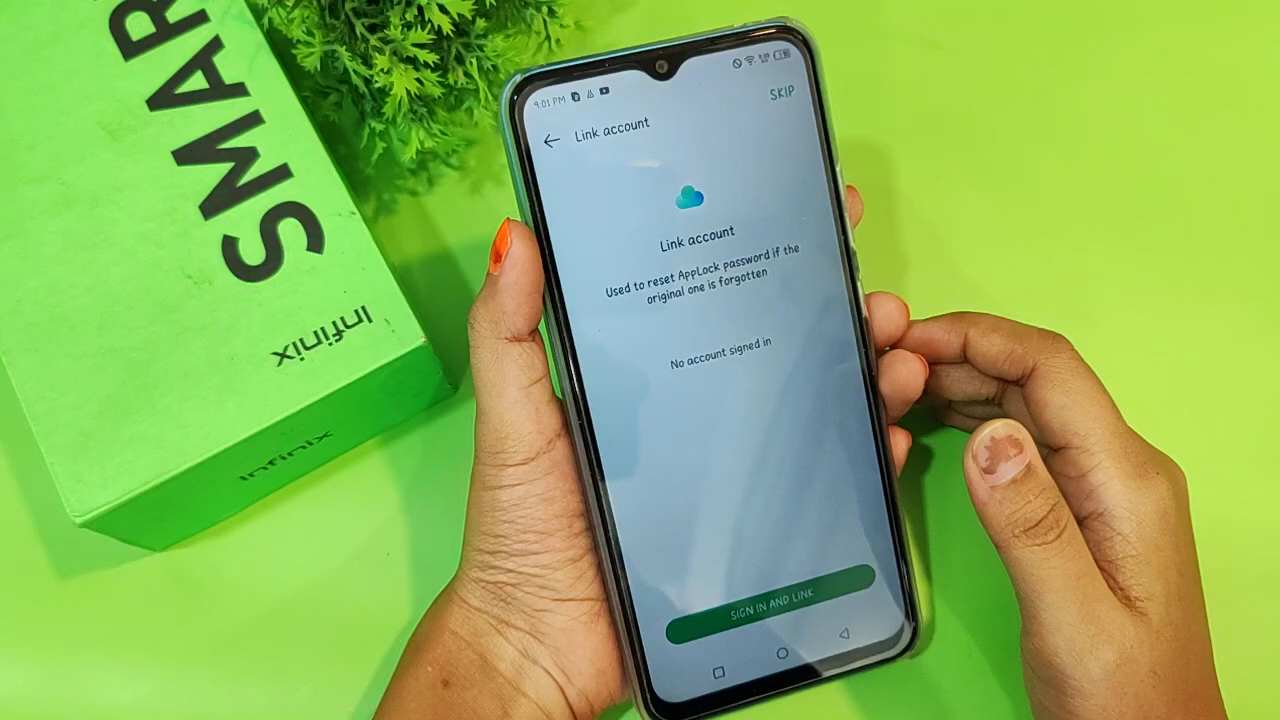 SMAR
Infinix
Infinix
9:01 PM
SKIP
Link account
Link account
Used to reset AppLock password if the
original one is forgotten
No account signed in
SIGN IN AND LINK